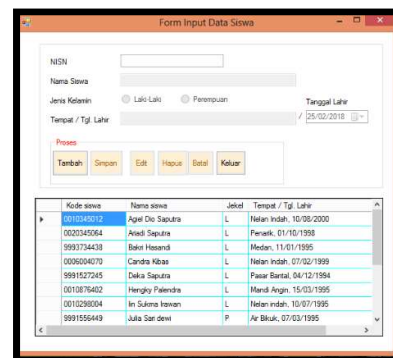 Form Input Data Siswa
NISN
Nama Siswa
Jenis Kelamin Laki-Laki Perempuan Tanggal Lahir
Tempat / Tgl. Lahir / 25/02/2018
Proses
Tambah Simpan Edit Hapus Batal Keluar
Kode siswa Nama siswa Jekel Tempat / Tgl. Lahir
0010345012 Agiel Dio Saputra L Nelan Indah, 10/08/2000
0020345064 Ariadi Saputra L Penarik, 01/10/1998
9993734438 Bakri Hasandi L Medan, 11/01/1995
0006004070 Candra Kibas L Nelan Indah, 07/02/1999
9991527245 Deka Saputra L Pasar Bantal, 04/12/1994
0010876402 Hengky Palendra L Mandi Angin, 15/03/1995
0010298004 Iin Sukma Irawan L Nelan indah, 10/07/1995
9991556449 Julia Sari dewi P Air Bikuk, 07/03/1995